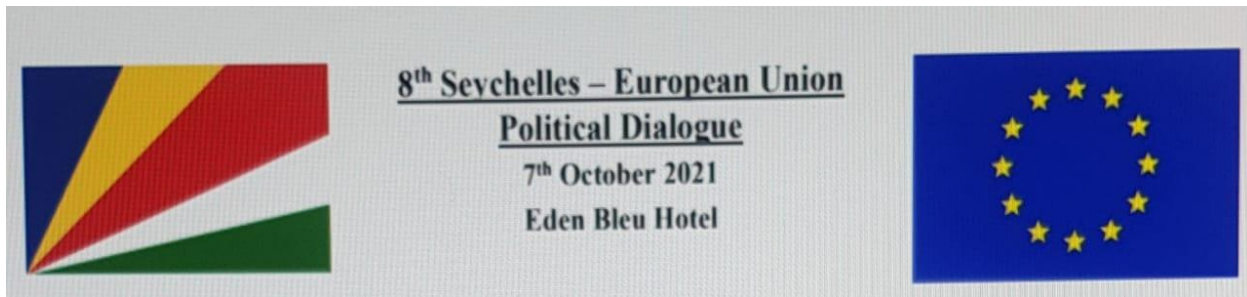 8th Seychelles – European Union
Political Dialogue
7th October 2021
Eden Bleu Hotel